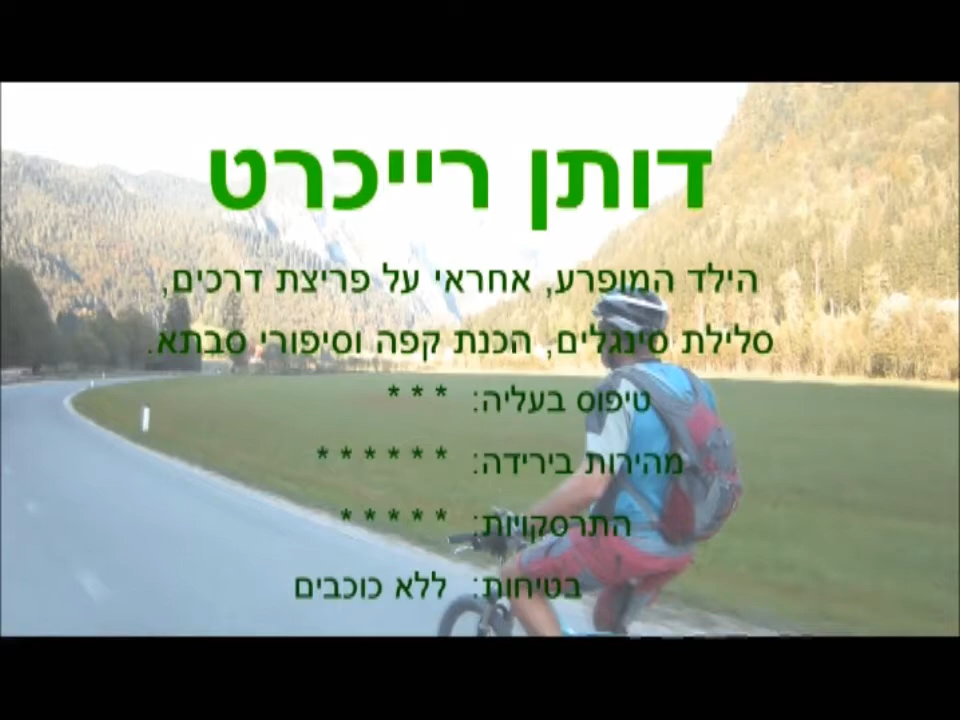 דותן רייכרט
הילד המופרע, אחראי על פריצת דרכים,
סלילת סינגלים, הכנת קפה וסיפורי סבתא.
טיפוס בעליה: * * *
מהירות בירידה: * * * * * *
התרסקויות: * * * * *
בטיחות: ללא כוכבים